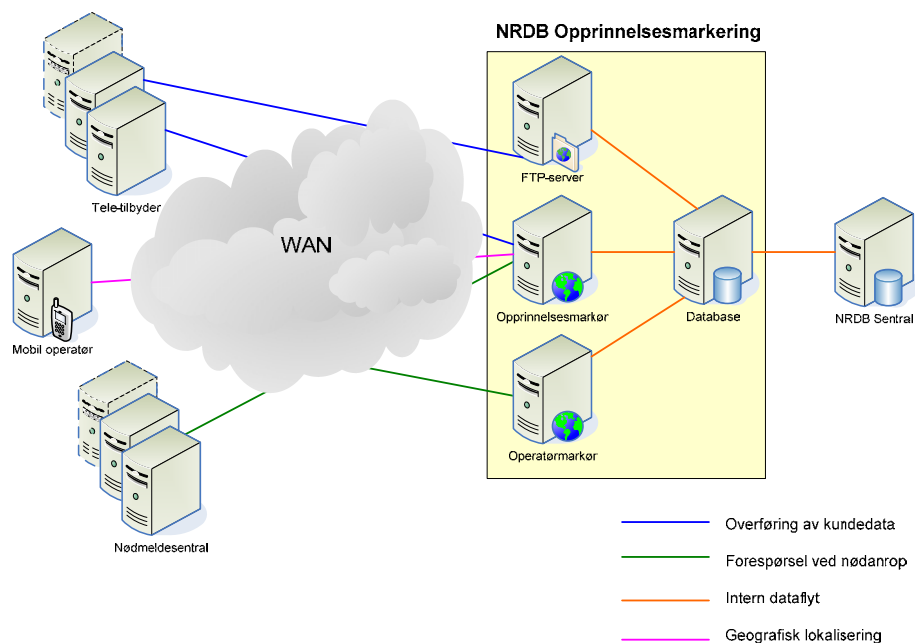 NRDB Opprinnelsesmarkering
FTP-server
Tele-tilbyder
WAN
Opprinnelsesmarkør
Database
NRDB Sentral
Mobil operatør
Operatørmarkør
Nødmeldesentral
Overføring av kundedata
Forespørsel ved nødanrop
Intern dataflyt
Geografisk lokalisering